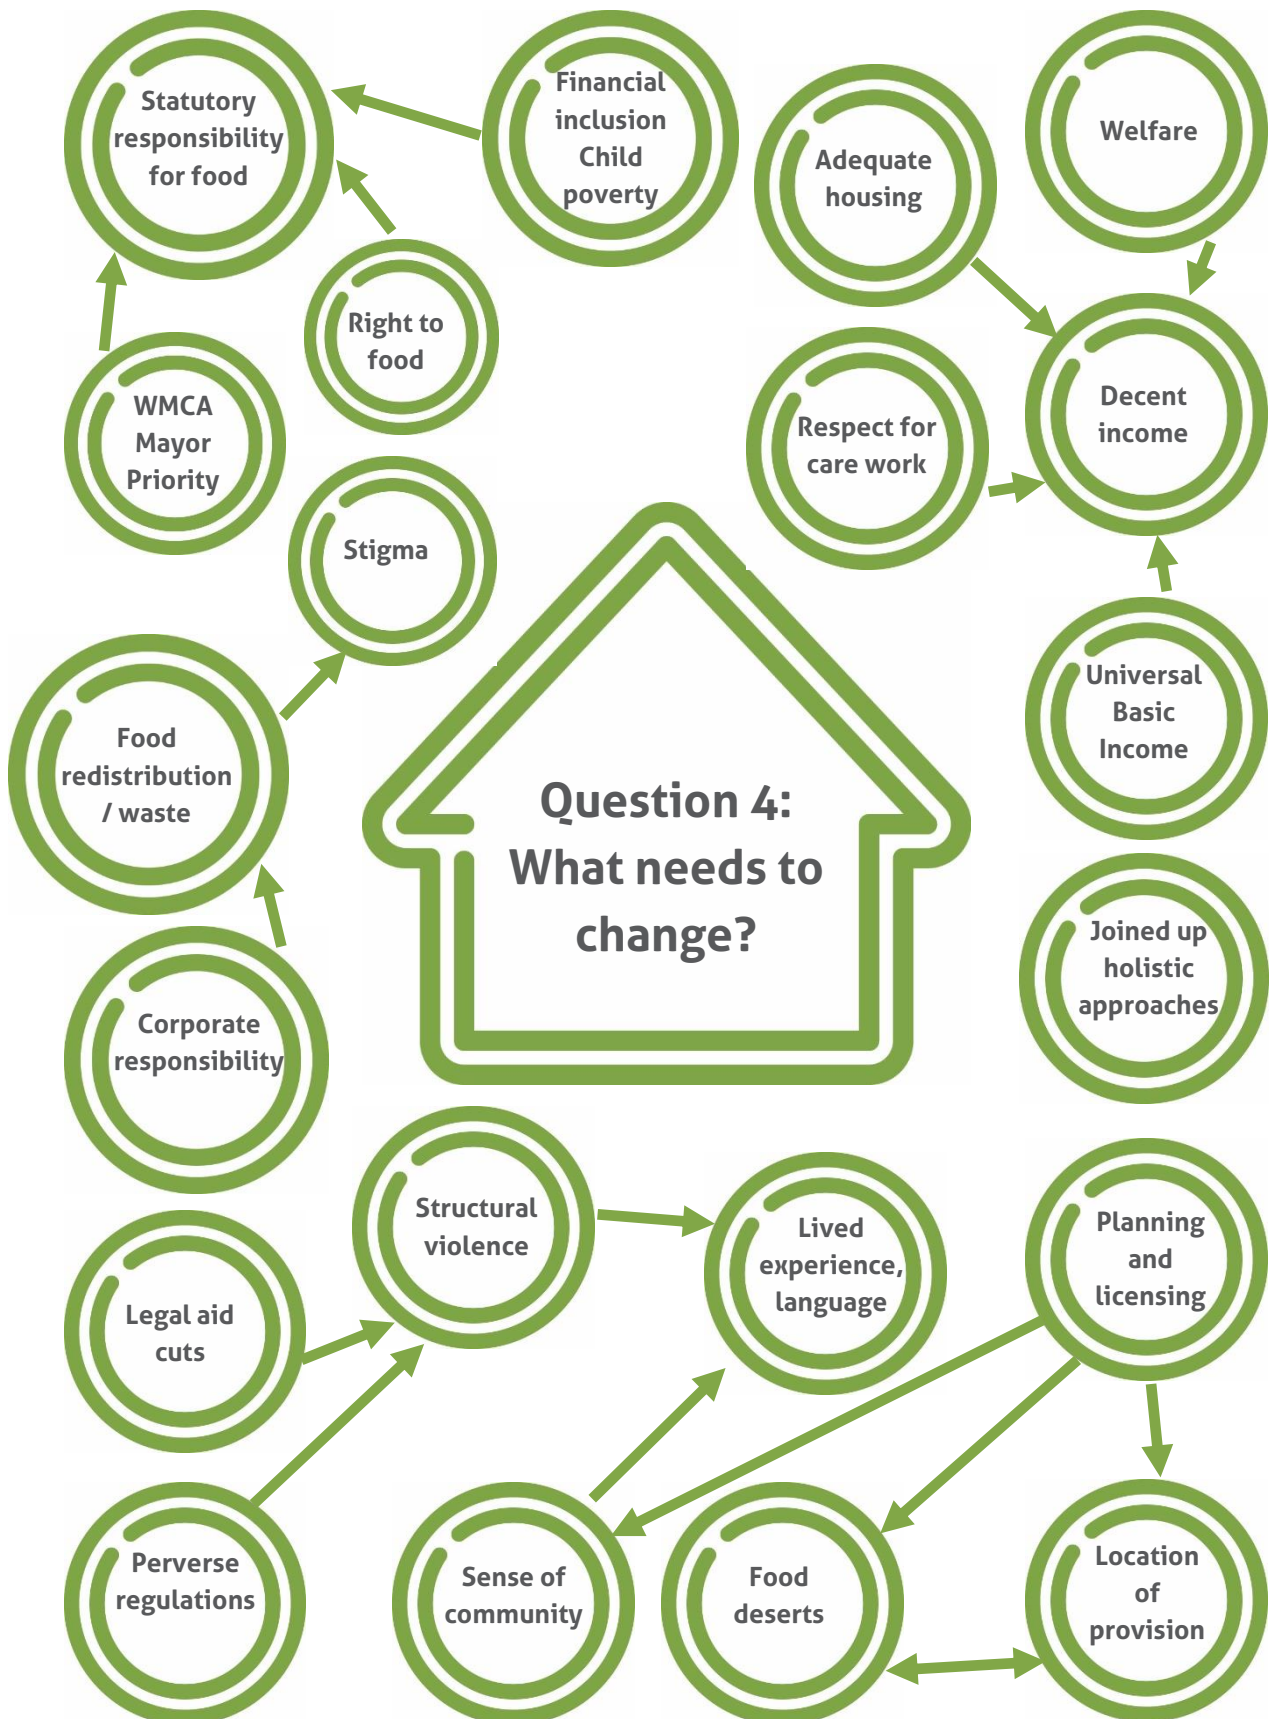 Statutory
responsibility
for food
Financial
inclusion
Child
poverty
Adequate
housing
Welfare
Right to
food
WMCA
Mayor
Priority
Respect for
care work
Decent
income
Stigma
Universal
Basic
Income
Food
redistribution
/ waste
Question 4:
What needs to
change?
Joined up
holistic
approaches
Corporate
responsibility
Structural
violence
Lived
experience,
language
Planning
and
licensing
Legal aid
cuts
Perverse
regulations
Sense of
community
Food
deserts
Location
of
provision